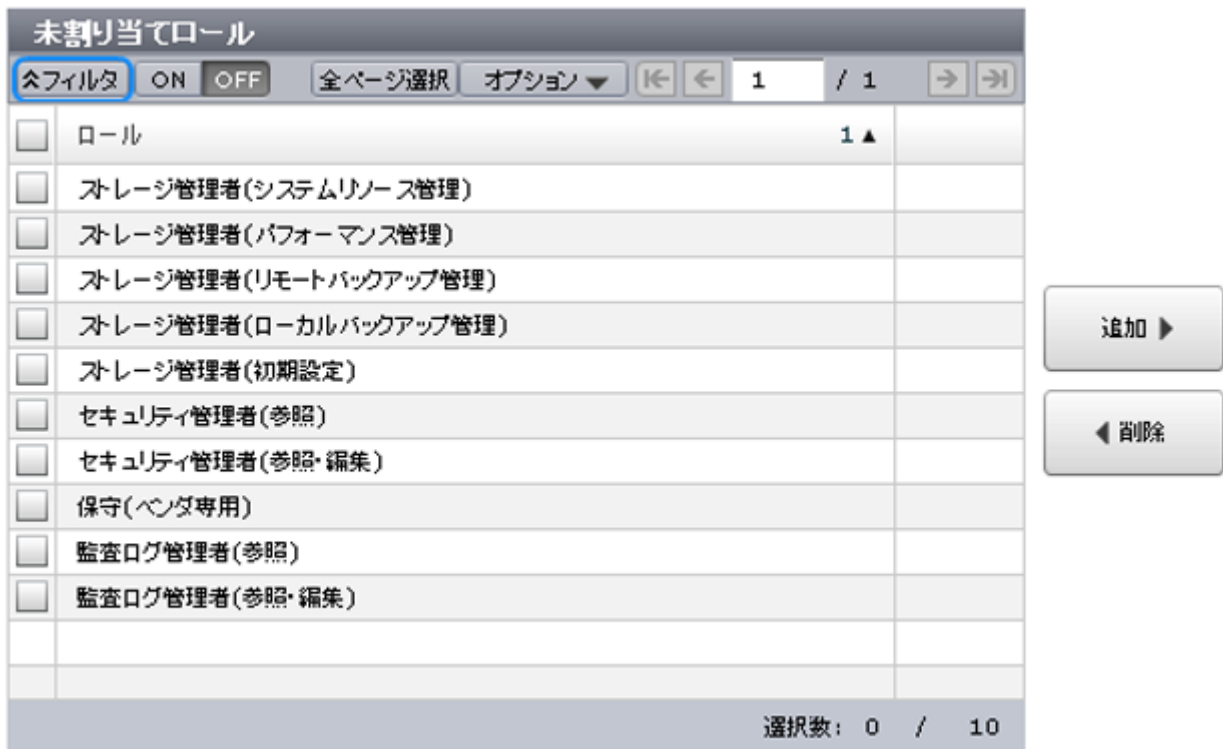 未割り当てロール
フィルタ ON OFF 全ページ選択 オプション 1 / 1
ロール 1
ストレージ管理者(システムリソース管理)
ストレージ管理者(パフォーマンス管理)
ストレージ管理者(リモートバックアップ管理)
ストレージ管理者(ローカルバックアップ管理)
追加
ストレージ管理者(初期設定)
セキュリティ管理者(参照)
削除
セキュリティ管理者(参照・編集)
保守(ベンダ専用)
監査ログ管理者(参照)
監査ログ管理者(参照・編集)
選択数: 0 / 10